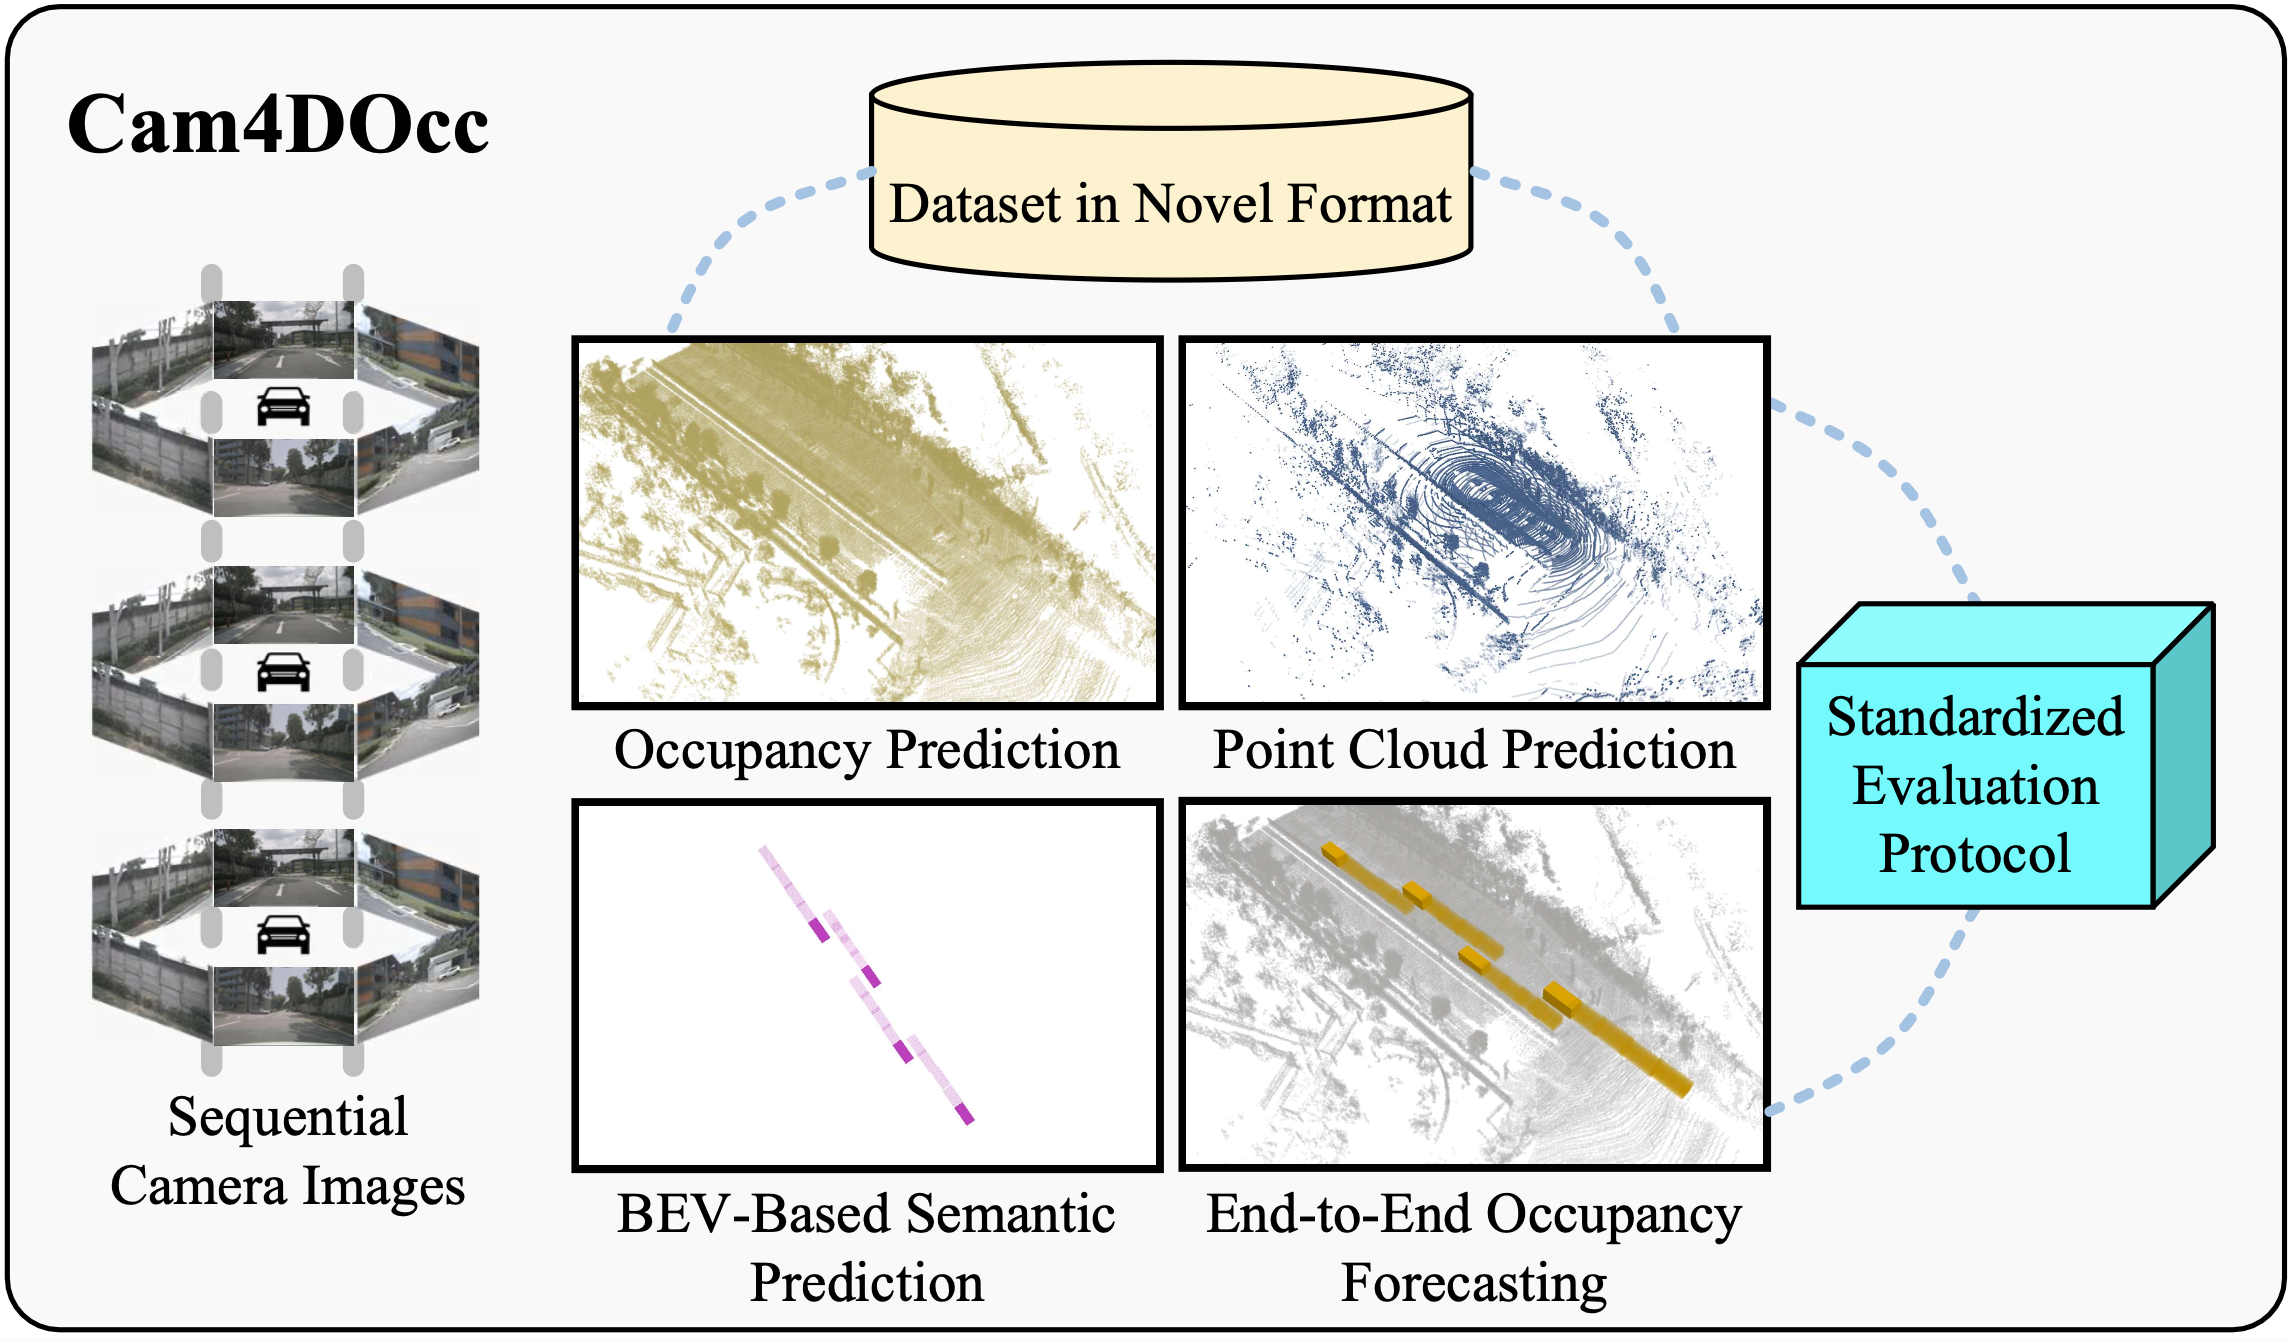 Cam4DOcc
Dataset in Novel Format
Occupancy Prediction
Point Cloud Prediction
Standardized
Evaluation
Protocol
Sequential
Camera Images
BEV-Based Semantic
Prediction
End-to-End Occupancy
Forecasting